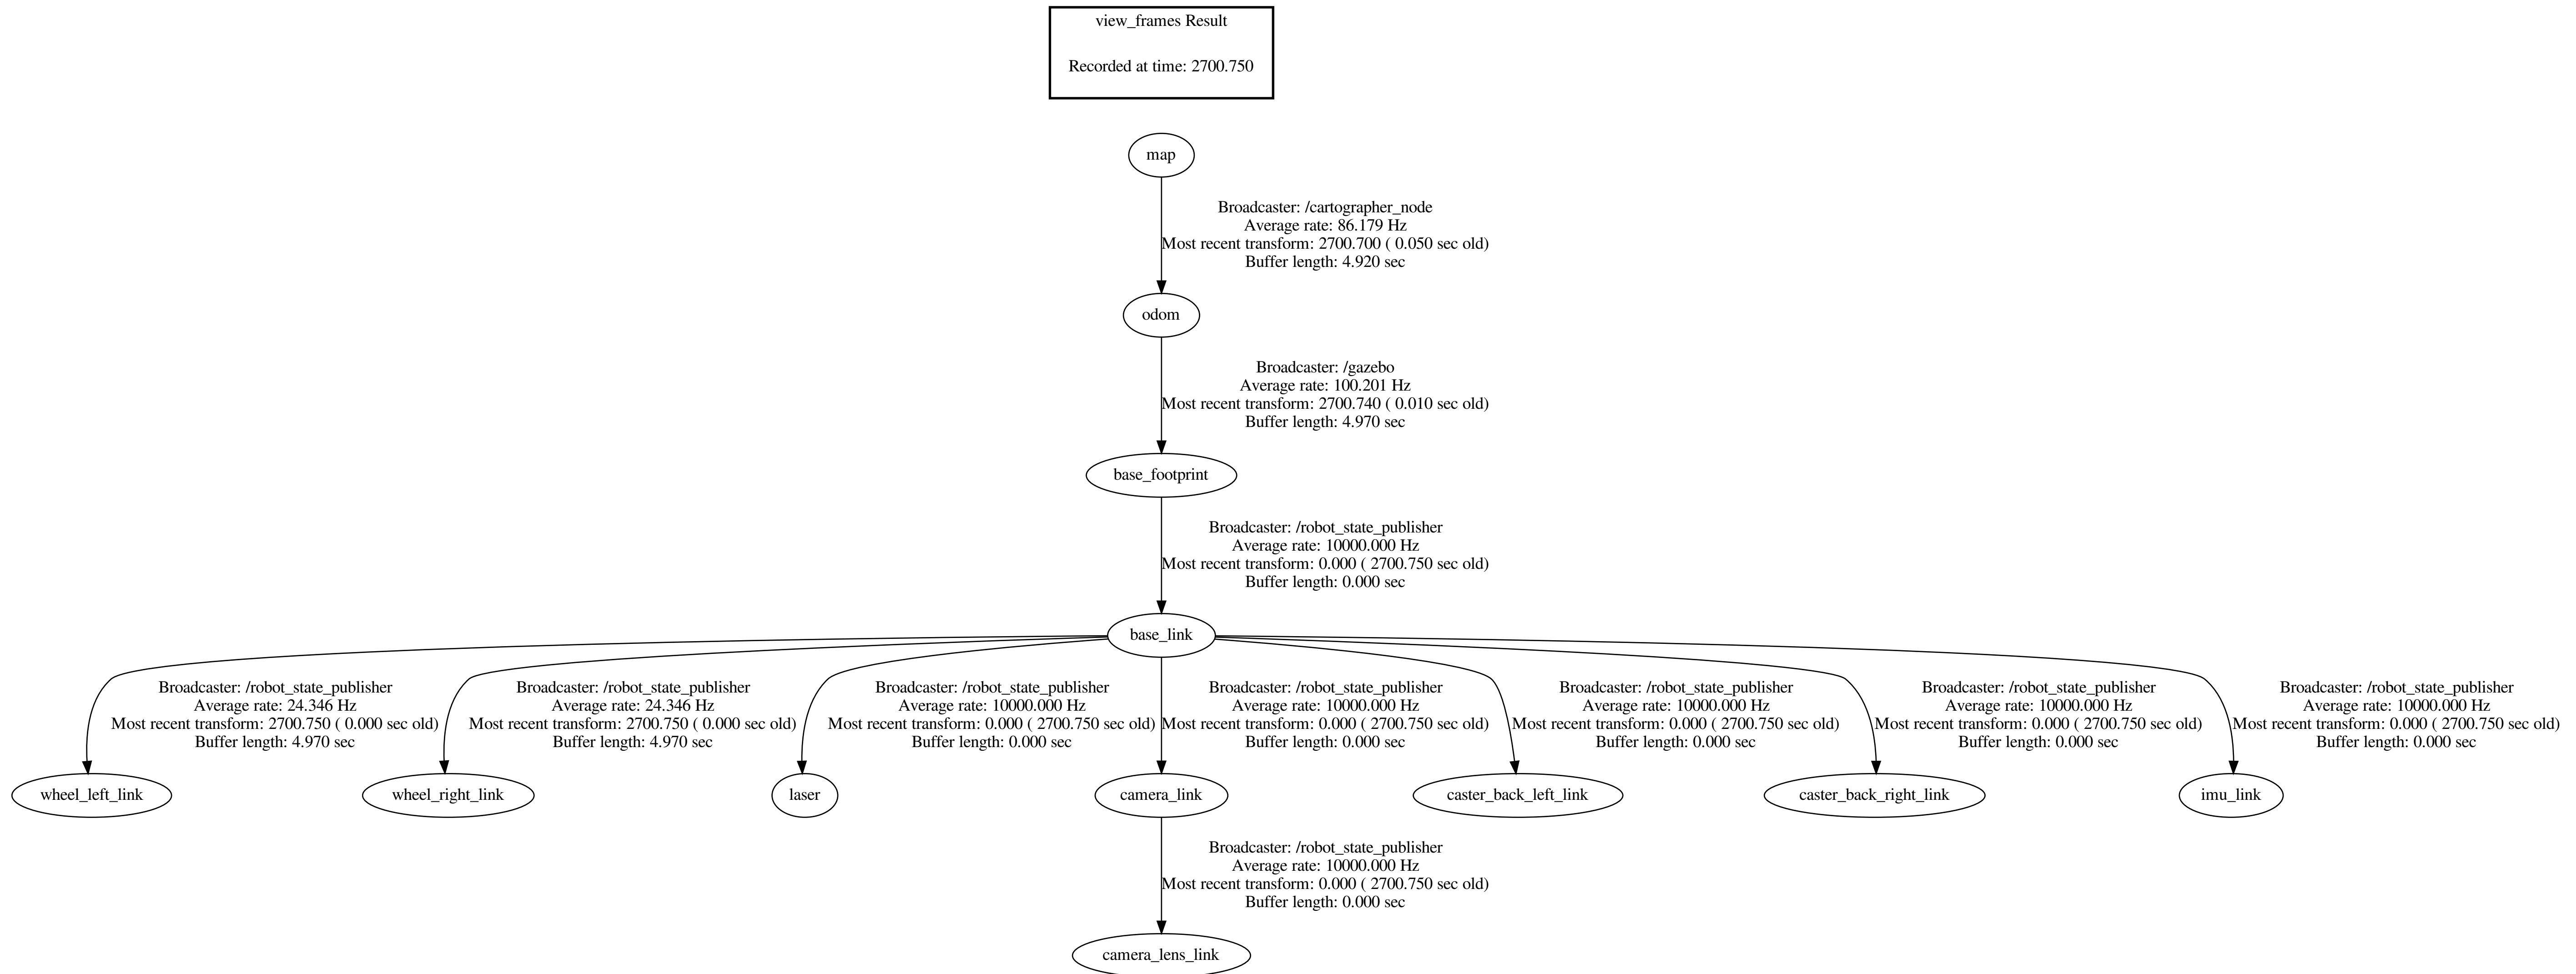 view_frames Result
Recorded at time: 2700.750
map
Broadcaster: /cartographer_node
Average rate: 86.179 Hz
Most recent transform: 2700.700 ( 0.050 sec old)
Buffer length: 4.920 sec
odom
Broadcaster: /gazebo
Average rate: 100.201 Hz
Most recent transform: 2700.740 ( 0.010 sec old)
Buffer length: 4.970 sec
base_footprint
Broadcaster: /robot_state_publisher
Average rate: 10000.000 Hz
Most recent transform: 0.000 ( 2700.750 sec old)
Buffer length: 0.000 sec
base_link
Broadcaster: /robot_state_publisher
Average rate: 24.346 Hz
Most recent transform: 2700.750 ( 0.000 sec old)
Buffer length: 4.970 sec
Broadcaster: /robot_state_publisher
Average rate: 24.346 Hz
Most recent transform: 2700.750 ( 0.000 sec old)
Buffer length: 4.970 sec
Broadcaster: /robot_state_publisher
Average rate: 10000.000 Hz
Most recent transform: 0.000 ( 2700.750 sec old)
Buffer length: 0.000 sec
Broadcaster: /robot_state_publisher
Average rate: 10000.000 Hz
Most recent transform: 0.000 ( 2700.750 sec old)
Buffer length: 0.000 sec
Broadcaster: /robot_state_publisher
Average rate: 10000.000 Hz
Most recent transform: 0.000 ( 2700.750 sec old)
Buffer length: 0.000 sec
Broadcaster: /robot_state_publisher
Average rate: 10000.000 Hz
Most recent transform: 0.000 ( 2700.750 sec old)
Buffer length: 0.000 sec
Broadcaster: /robot_state_publisher
Average rate: 10000.000 Hz
Most recent transform: 0.000 ( 2700.750 sec old)
Buffer length: 0.000 sec
wheel_left_link
wheel_right_link
laser
camera_link
caster_back_left_link
caster_back_right_link
imu_link
Broadcaster: /robot_state_publisher
Average rate: 10000.000 Hz
Most recent transform: 0.000 ( 2700.750 sec old)
Buffer length: 0.000 sec
camera_lens_link